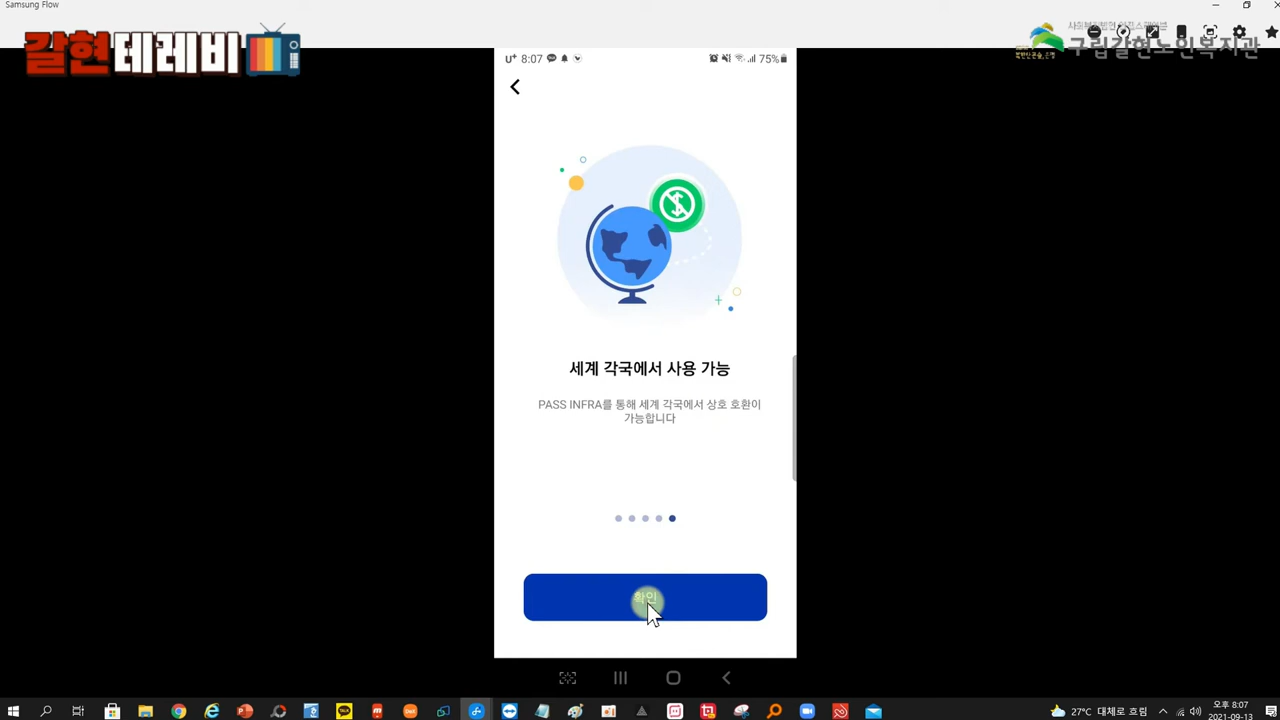 Samsung Flow
갈현테레비
구립갈현노인복지관
U+ 8:07
75%
세계 각국에서 사용 가능
PASS INFRA를 통해 세계 각국에서 상호 호환이
가능합니다
확인
27°C 대체로 흐림
오후 8:07
2021-09-13